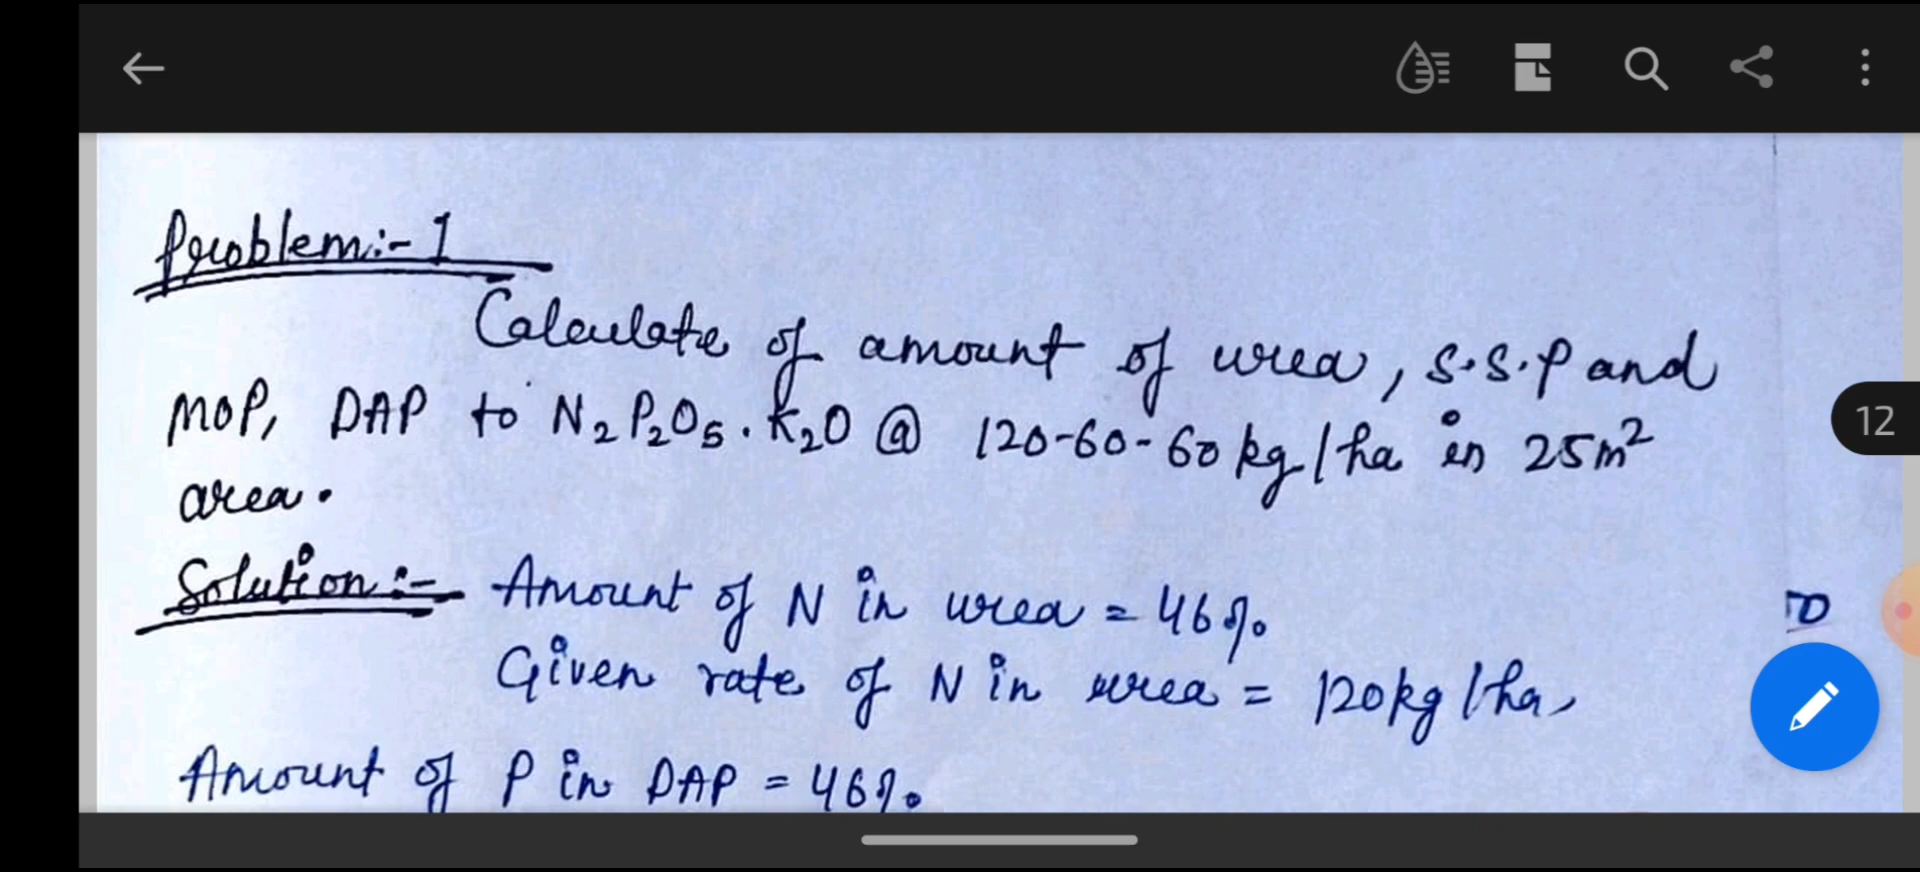 12
Problem:- 1
Calculate of amount of urea, S.S.P and
MOP, DAP to N₂P₂O₅.K₂O @ 120-60-60 kg/ha in 25m²
area.
Solution:- Amount of N in urea = 46%.
Given rate of N in urea = 120kg/ha,
Amount of P in DAP = 46%.